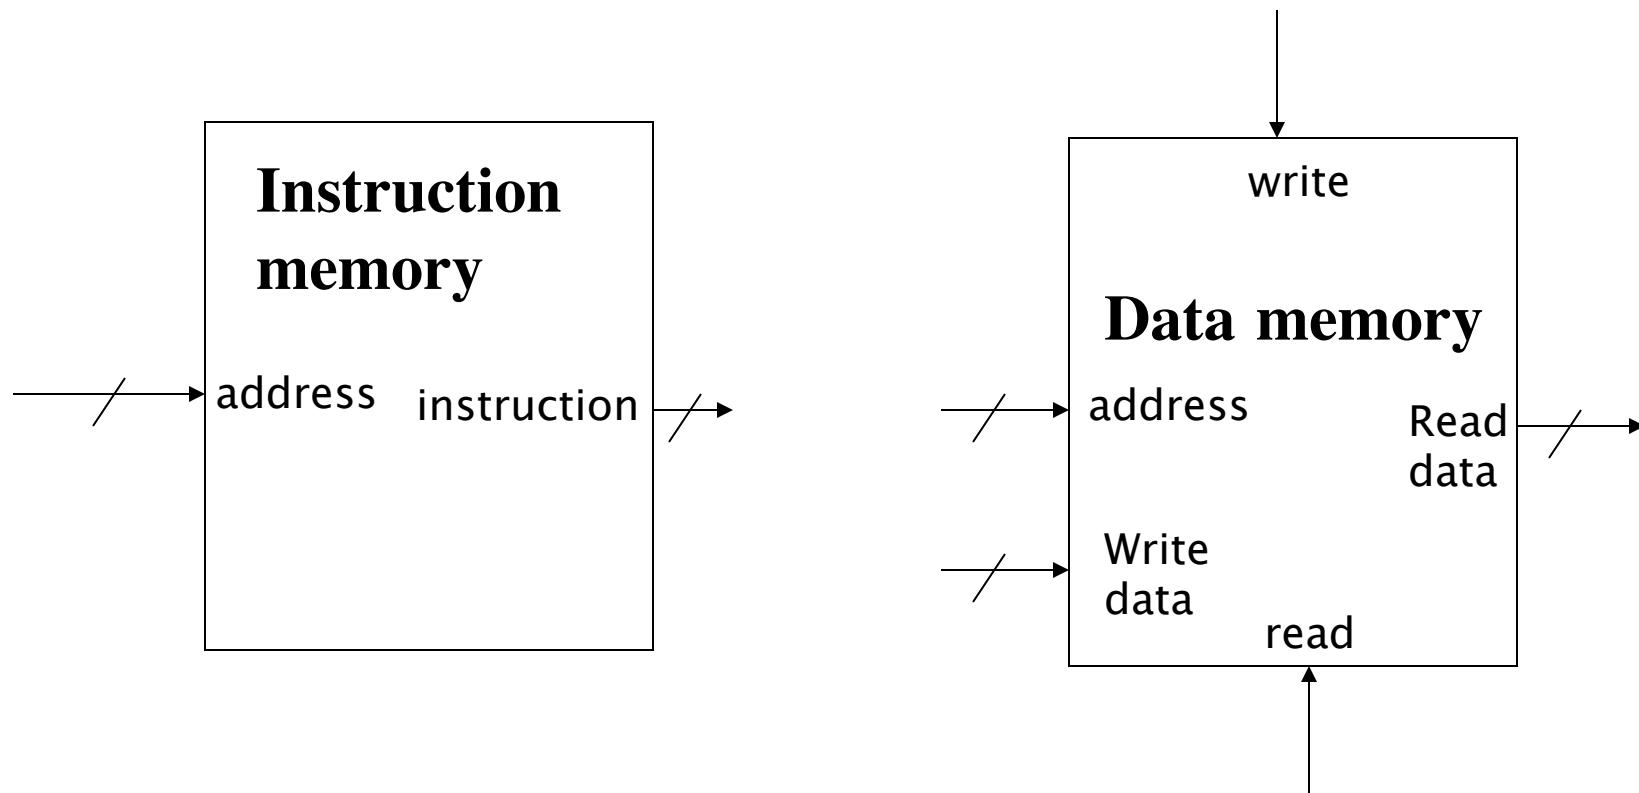 Instruction
memory
address
instruction
write
Data memory
address
Read
data
Write
data
read